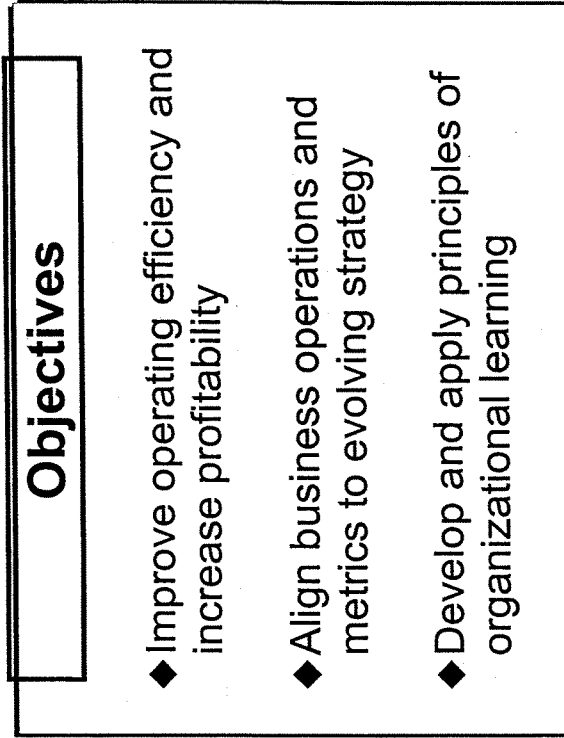 Objectives
◆ Improve operating efficiency and
increase profitability
◆ Align business operations and
metrics to evolving strategy
◆ Develop and apply principles of
organizational learning